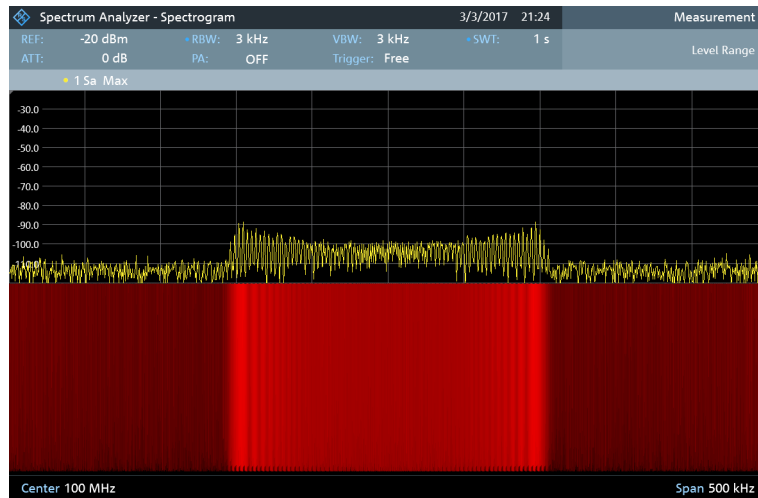 Spectrum Analyzer - Spectrogram 3/3/2017 21:24 Measurement
REF: -20 dBm RBW: 3 kHz VBW: 3 kHz SWT: 1 s
Level Range
ATT: 0 dB PA: OFF Trigger: Free
1 Sa Max
-30.0
-40.0
-50.0
-60.0
-70.0
-80.0
-90.0
-100.0
-110.0
Center 100 MHz Span 500 kHz